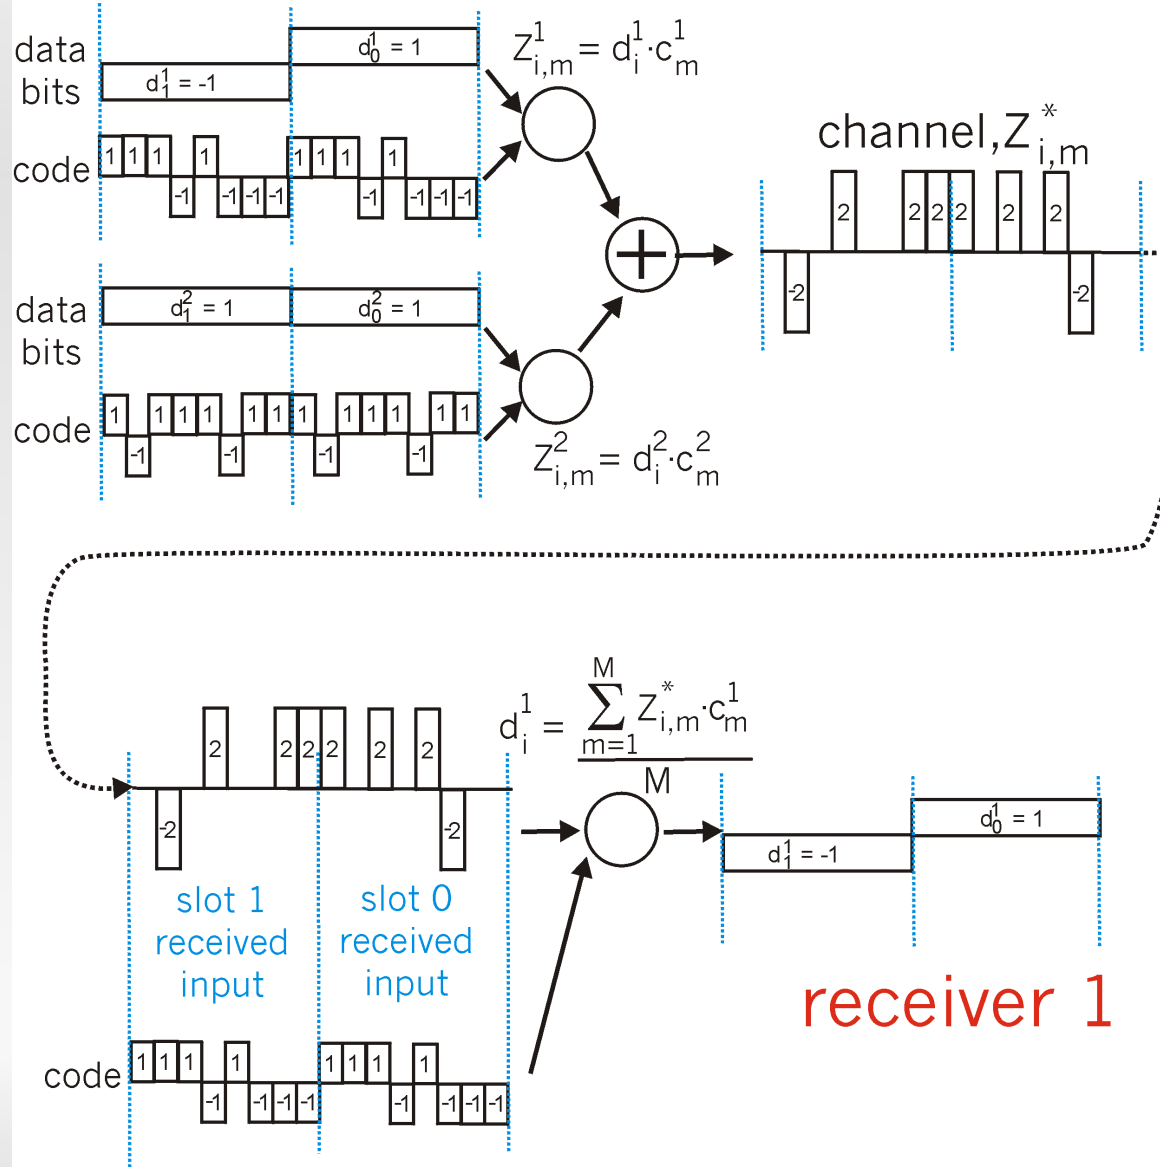 data bits
d₁¹ = -1
d₀¹ = 1
code
1 1 1 -1 1 -1 -1 -1 1 1 1 -1 1 -1 -1 -1
Z¹i,m = d¹i·c¹m
data bits
d₁² = 1
d₀² = 1
code
1 -1 1 1 1 -1 1 1 1 -1 1 1 1 -1 1 1
Z²i,m = d²i·c²m
channel, Z*i,m
-2 2 2 2 2 2 2 -2
-2 2 2 2 2 2 2 -2
slot 1 received input
slot 0 received input
code
1 1 1 -1 1 -1 -1 -1 1 1 1 -1 1 -1 -1 -1
d¹i = M ∑ m=1 Z*i,m·c¹m
M
d₁¹ = -1
d₀¹ = 1
receiver 1